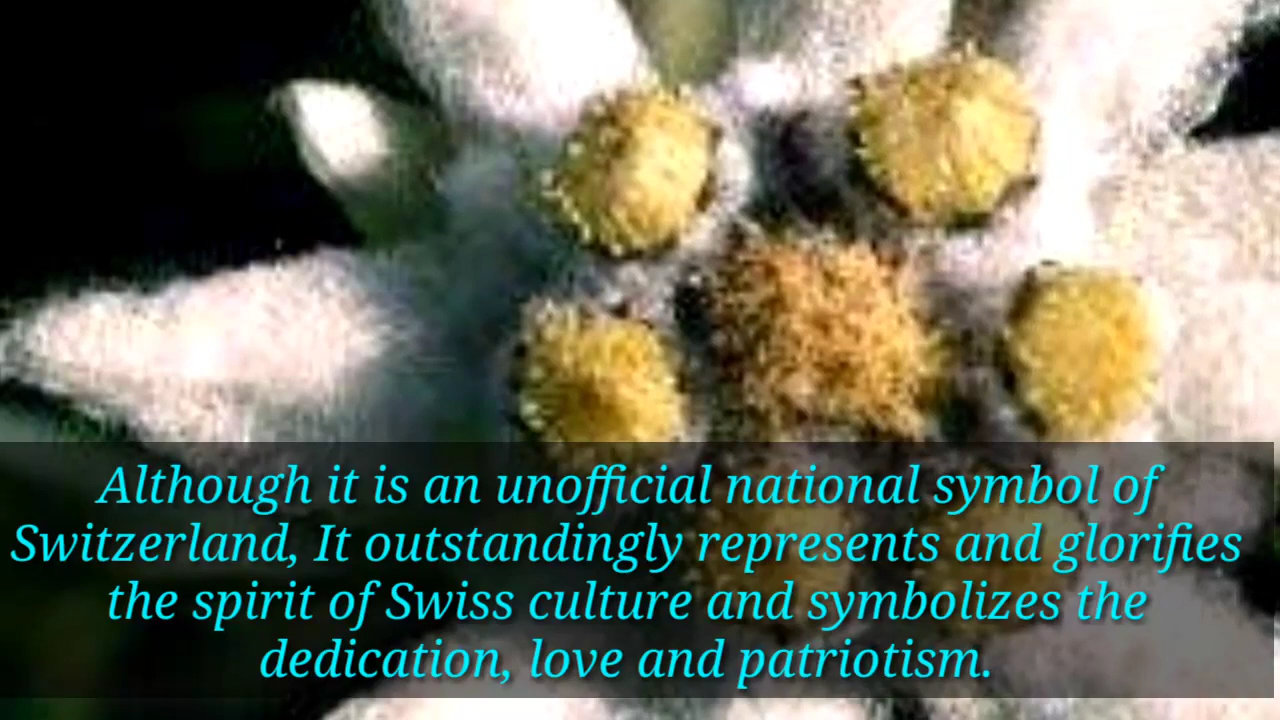 Although it is an unofficial national symbol of
Switzerland, It outstandingly represents and glorifies
the spirit of Swiss culture and symbolizes the
dedication, love and patriotism.